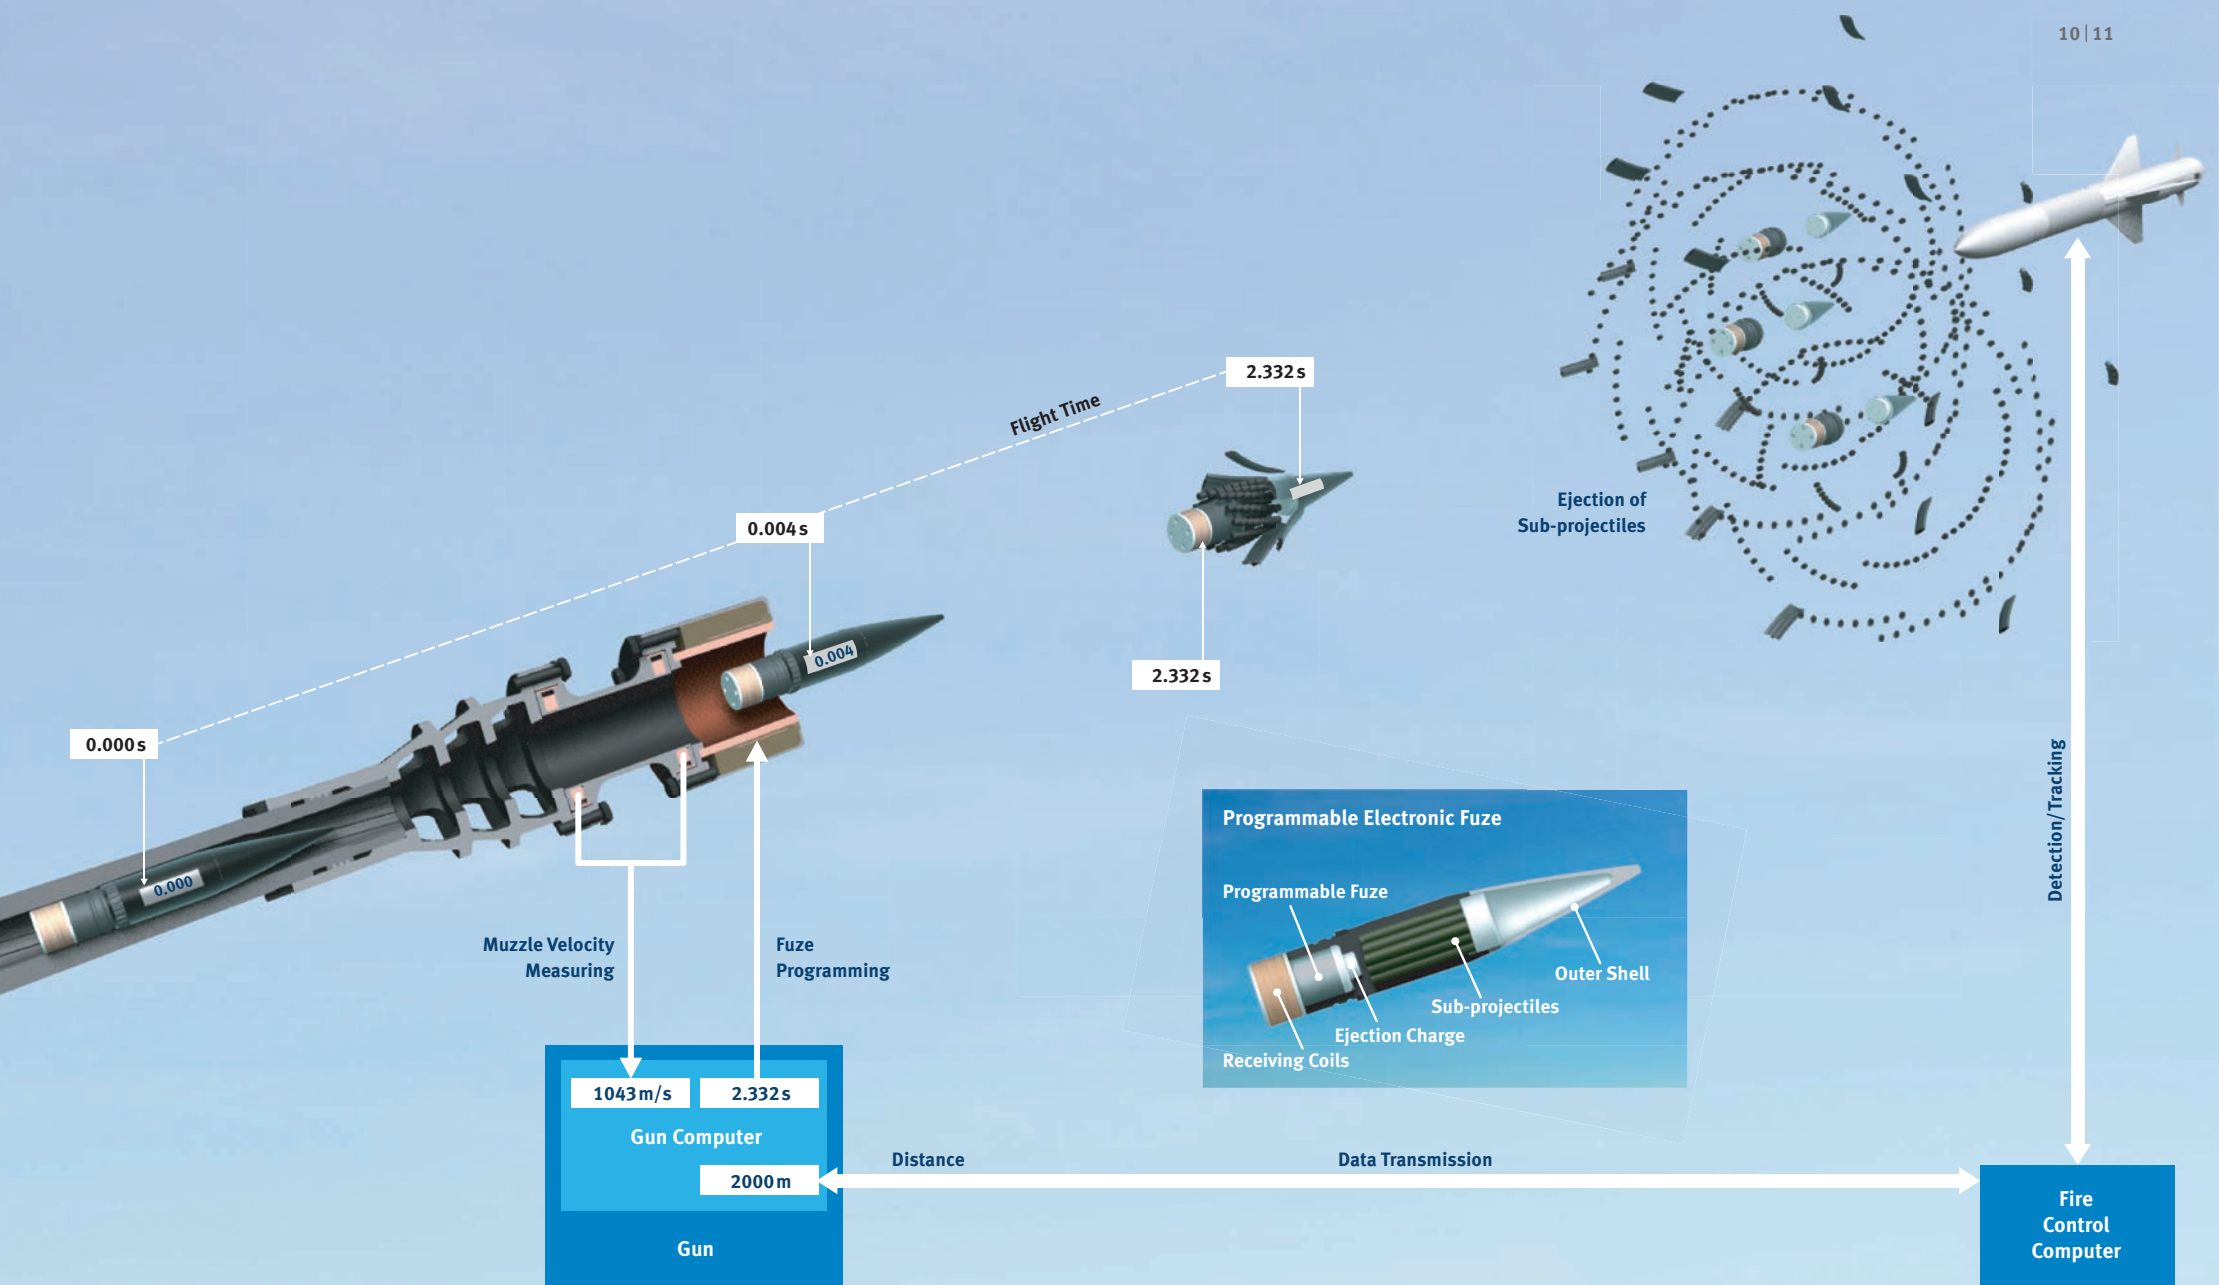 10|11
2.332 s
Flight Time
0.004 s
0.004
2.332 s
0.000 s
0.000
Ejection of
Sub-projectiles
Detection/Tracking
Programmable Electronic Fuze
Programmable Fuze
Outer Shell
Sub-projectiles
Ejection Charge
Receiving Coils
Muzzle Velocity
Measuring
Fuze
Programming
1043 m/s
2.332 s
Gun Computer
2000 m
Gun
Distance
Data Transmission
Fire
Control
Computer